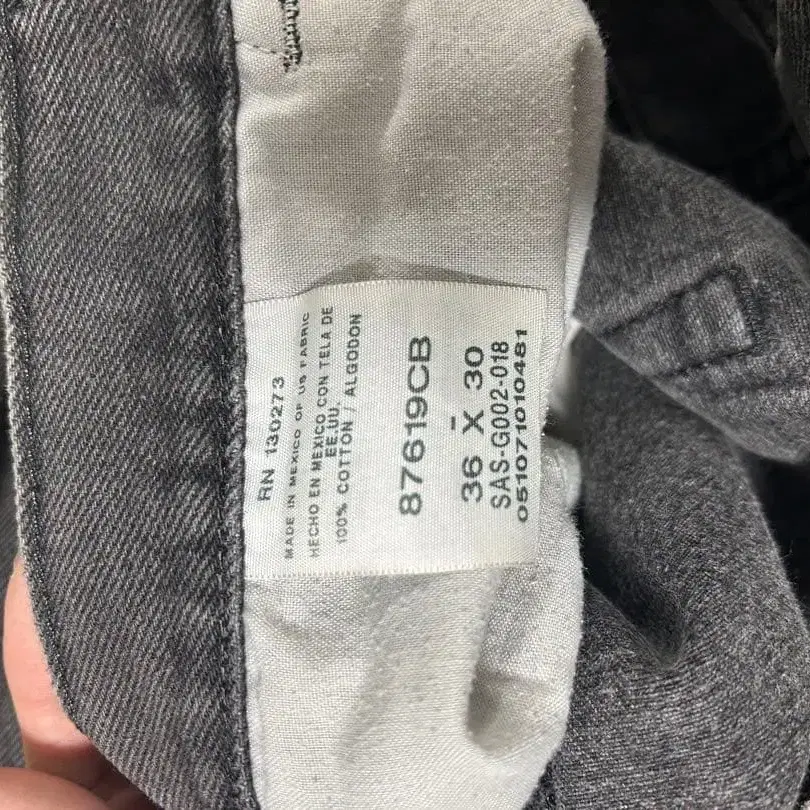 RN 130273
MADE IN MEXICO OF US FABRIC
HECHO EN MEXICO CON TELA DE
EE.UU.
100% COTTON / ALGODON
87619CB
-
36 X 30
SAS-G002-018
051071010481